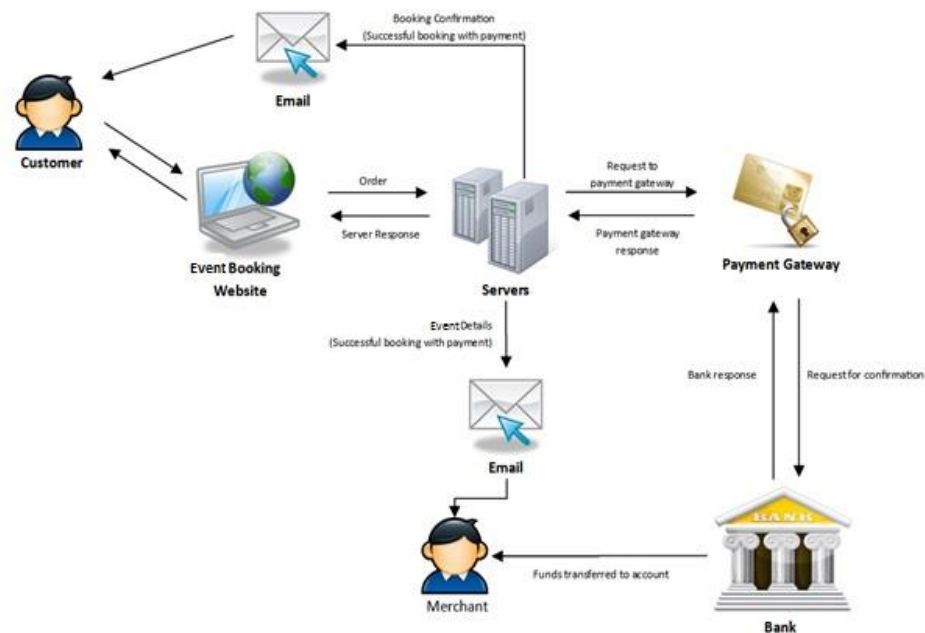 Booking Confirmation
(Successful booking with payment)
Email
Customer
Order
Server Response
Event Booking
Website
Servers
Request to
payment gateway
Payment gateway
response
Payment Gateway
Event Details
(Successful booking with payment)
Email
Bank response
Request for confirmation
BANK
Merchant
Funds transferred to account
Bank